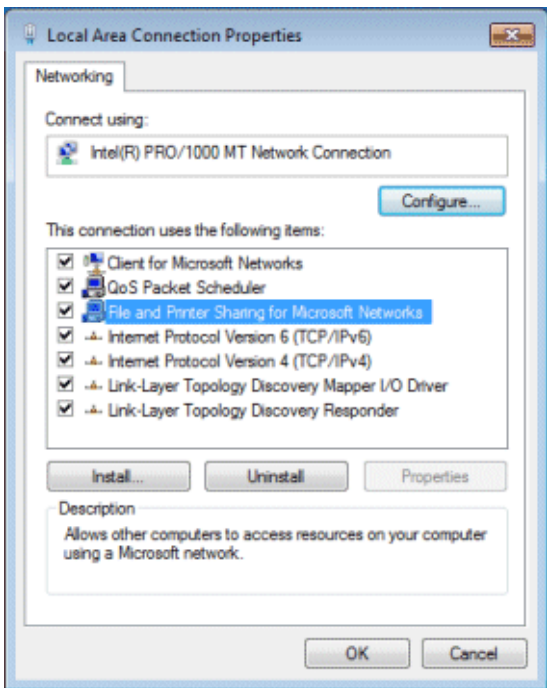 Local Area Connection Properties
Networking
Connect using:
Intel(R) PRO/1000 MT Network Connection
Configure...
This connection uses the following items:
Client for Microsoft Networks
QoS Packet Scheduler
File and Printer Sharing for Microsoft Networks
Internet Protocol Version 6 (TCP/IPv6)
Internet Protocol Version 4 (TCP/IPv4)
Link-Layer Topology Discovery Mapper I/O Driver
Link-Layer Topology Discovery Responder
Install... Uninstall Properties
Description
Allows other computers to access resources on your computer
using a Microsoft network.
OK Cancel